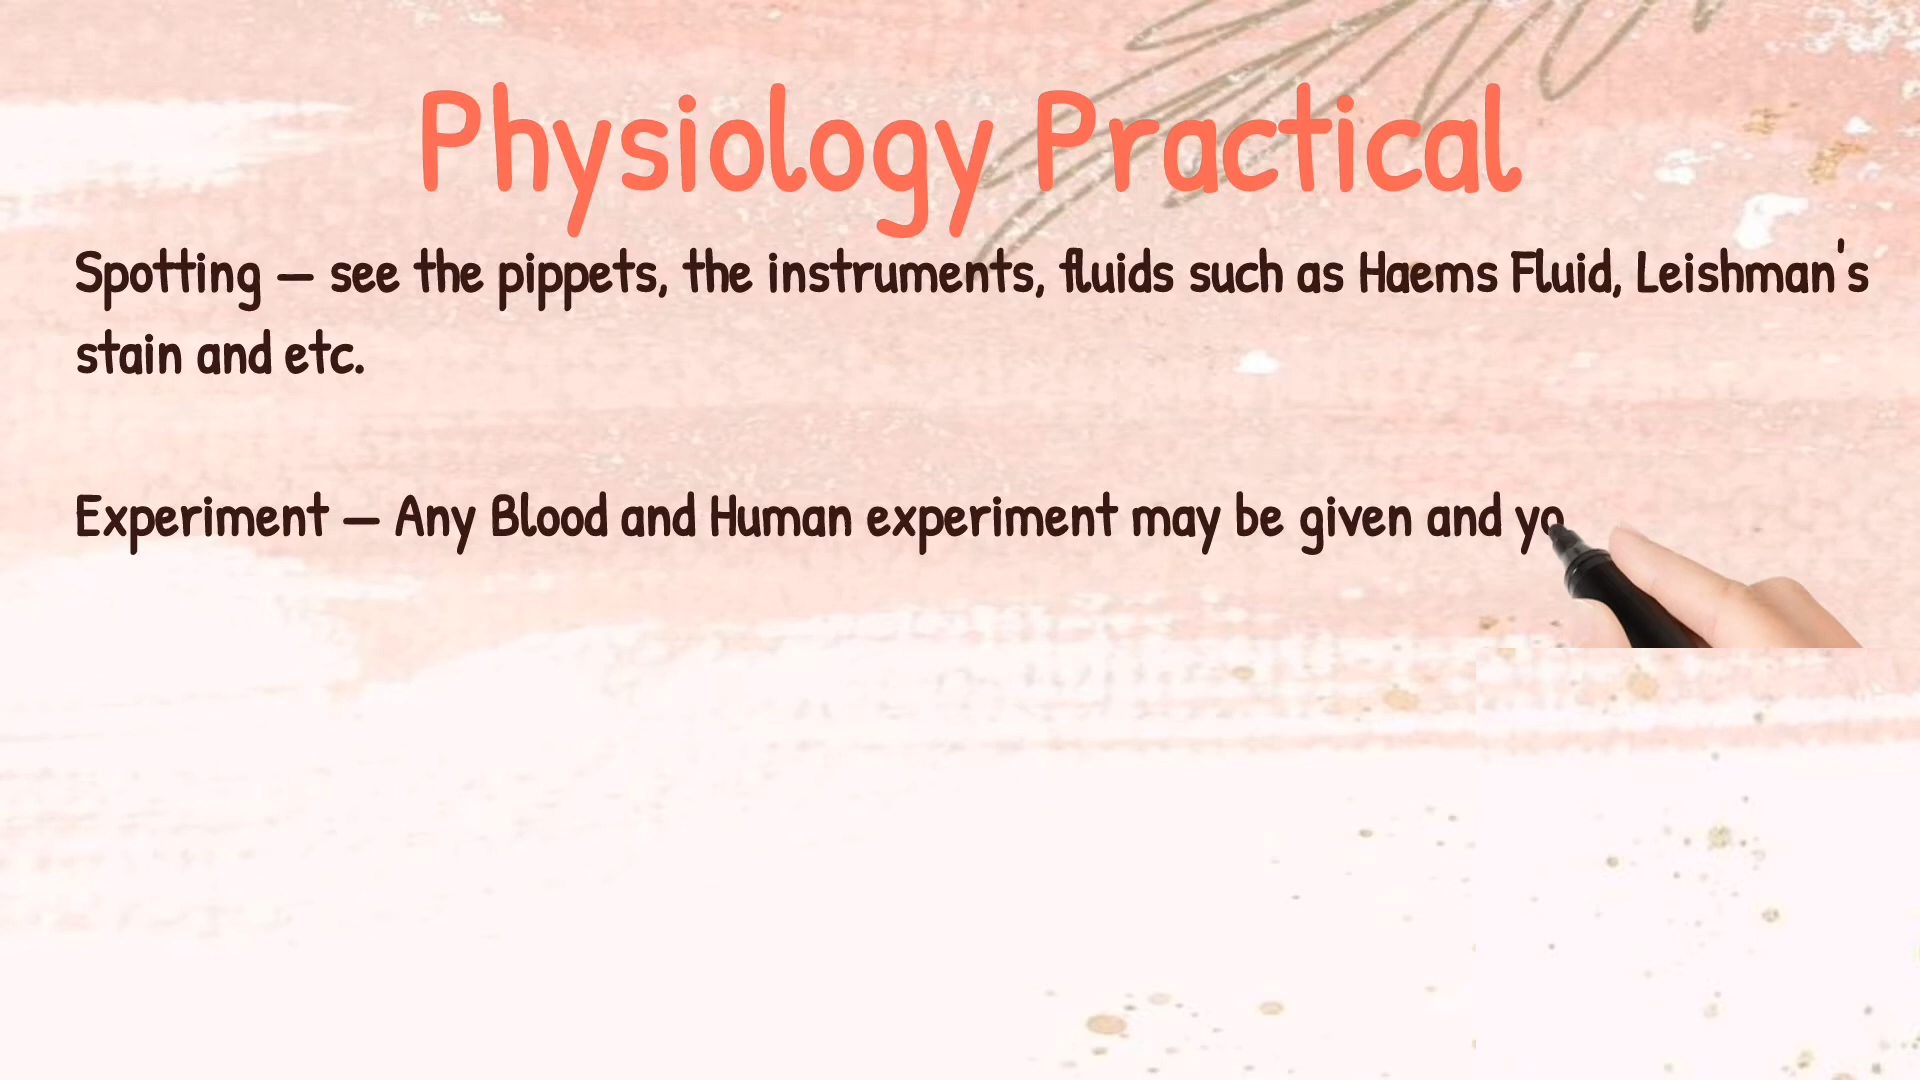 Physiology Practical
Spotting – see the pippets, the instruments, fluids such as Haems Fluid, Leishman's
stain and etc.
Experiment – Any Blood and Human experiment may be given and yo